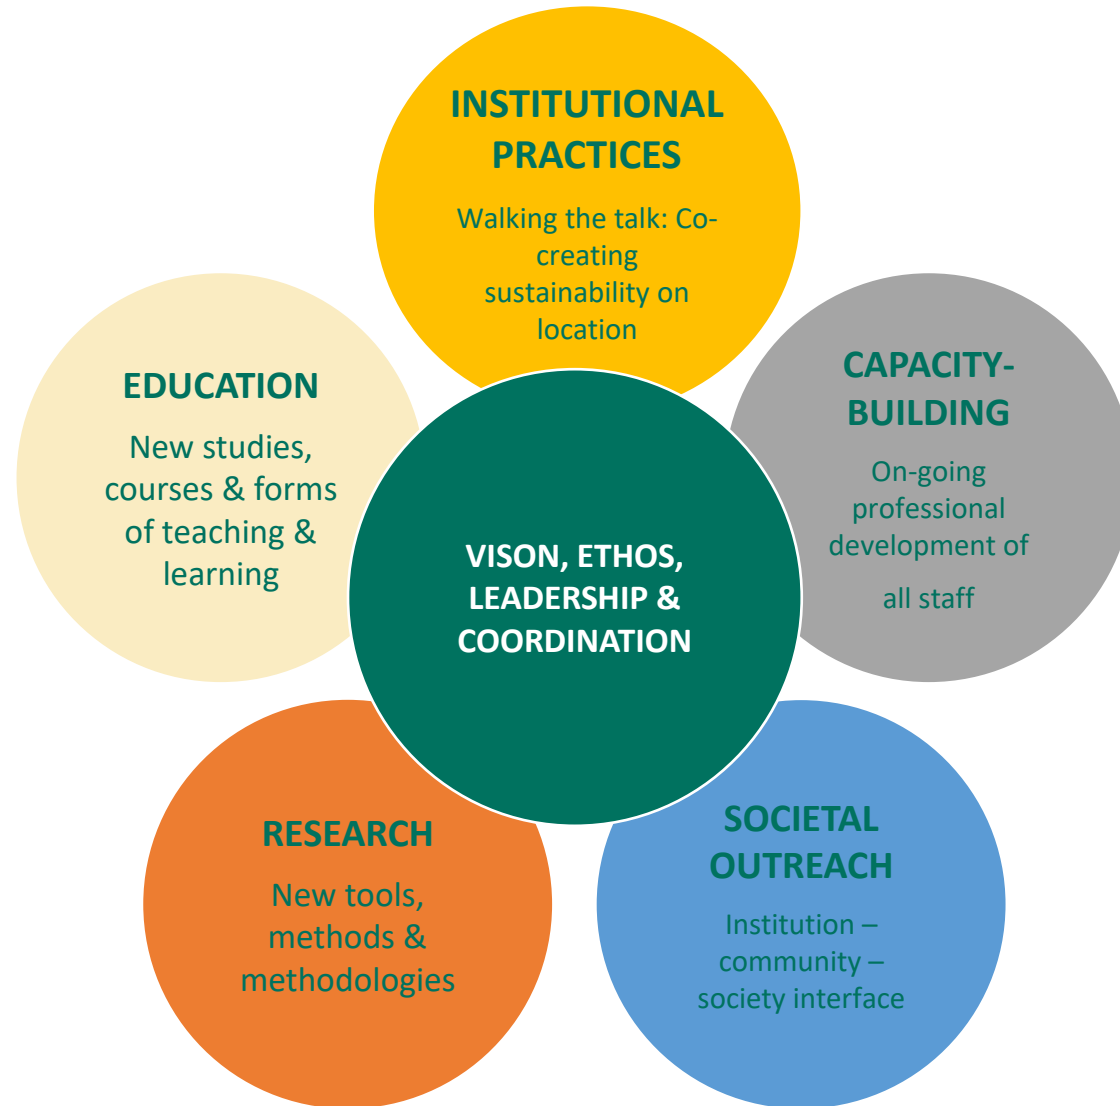 INSTITUTIONAL
PRACTICES
Walking the talk: Co-
creating
sustainability on
location
CAPACITY-
BUILDING
On-going
professional
development of
all staff
SOCIETAL
OUTREACH
Institution –
community –
society interface
RESEARCH
New tools,
methods &
methodologies
EDUCATION
New studies,
courses & forms
of teaching &
learning
VISON, ETHOS,
LEADERSHIP &
COORDINATION